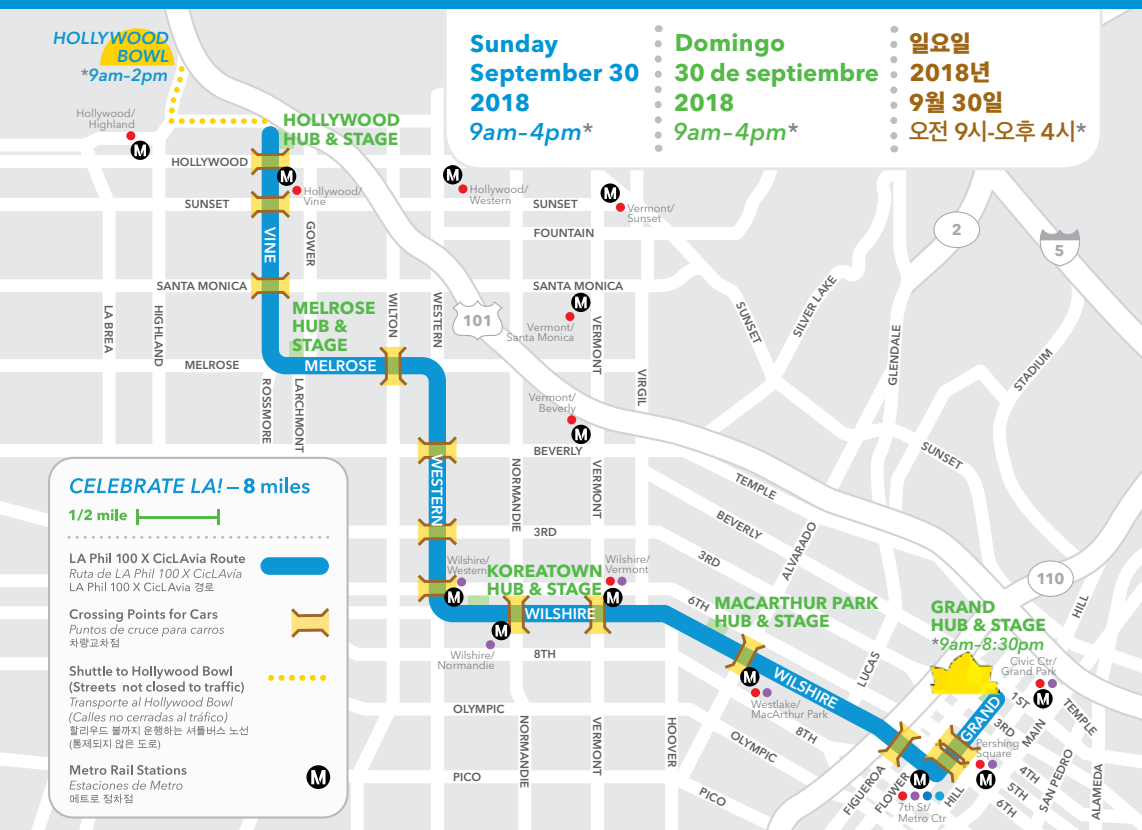 HOLLYWOOD
BOWL
*9am–2pm
Sunday
September 30
2018
9am–4pm*
Domingo
30 de septiembre
2018
9am–4pm*
일요일
2018년
9월 30일
오전 9시-오후 4시*
Hollywood/
Highland
M
HOLLYWOOD
HUB & STAGE
HOLLYWOOD
M
Hollywood/
Vine
M
Hollywood/
Western
M
Vermont/
Sunset
SUNSET
SUNSET
FOUNTAIN
VINE
GOWER
2
5
SANTA MONICA
SANTA MONICA
M
Vermont/
Santa Monica
LA BREA
HIGHLAND
MELROSE
HUB &
STAGE
WILTON
WESTERN
101
VERMONT
SUNSET
SILVER LAKE
GLENDALE
STADIUM
MELROSE
MELROSE
ROSSMORE
LARCHMONT
VIRGIL
Vermont/
Beverly
M
BEVERLY
SUNSET
WESTERN
NORMANDIE
VERMONT
TEMPLE
BEVERLY
3RD
3RD
ALVARADO
110
HILL
Wilshire/
Western
M
KOREATOWN
HUB & STAGE
Wilshire/
Vermont
M
WILSHIRE
6TH
MACARTHUR PARK
HUB & STAGE
GRAND
HUB & STAGE
*9am–8:30pm
M
Wilshire/
Normandie
8TH
M
Westlake/
MacArthur Park
WILSHIRE
LUCAS
Civic Ctr/
Grand Park
M
1ST
TEMPLE
GRAND
3RD
MAIN
OLYMPIC
NORMANDIE
VERMONT
HOOVER
OLYMPIC
8TH
Pershing
Square
M
4TH
5TH
6TH
SAN PEDRO
ALAMEDA
PICO
PICO
FIGUEROA
FLOWER
M
HILL
7th St/
Metro Ctr
CELEBRATE LA! – 8 miles
1/2 mile
LA Phil 100 X CicLAvia Route
Ruta de LA Phil 100 X CicLAvía
LA Phil 100 X CicLAvia 경로
Crossing Points for Cars
Puntos de cruce para carros
차량교차점
Shuttle to Hollywood Bowl
(Streets not closed to traffic)
Transporte al Hollywood Bowl
(Calles no cerradas al tráfico)
할리우드 볼까지 운행하는 셔틀버스 노선
(통제되지 않은 도로)
Metro Rail Stations
Estaciones de Metro
메트로 정차점
M